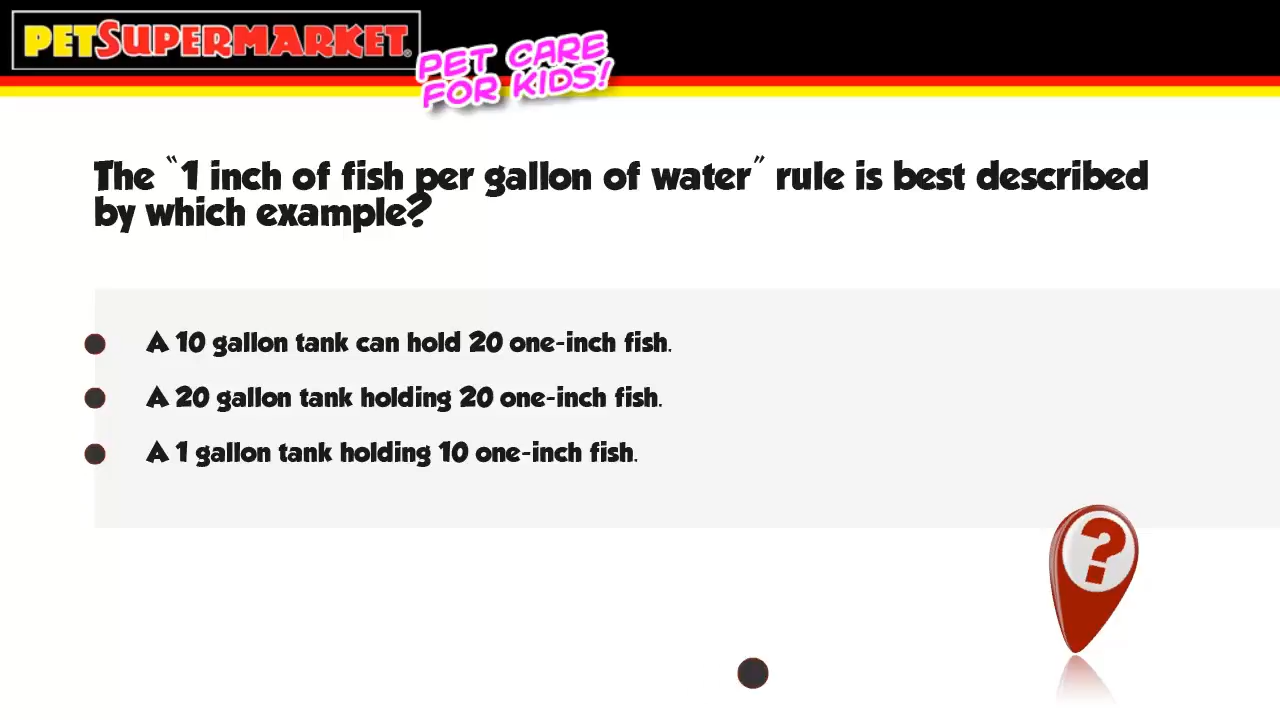 PETSUPERMARKET®
PET CARE
FOR KIDS!
The “1 inch of fish per gallon of water” rule is best described
by which example?
A 10 gallon tank can hold 20 one-inch fish.
A 20 gallon tank holding 20 one-inch fish.
A 1 gallon tank holding 10 one-inch fish.
?